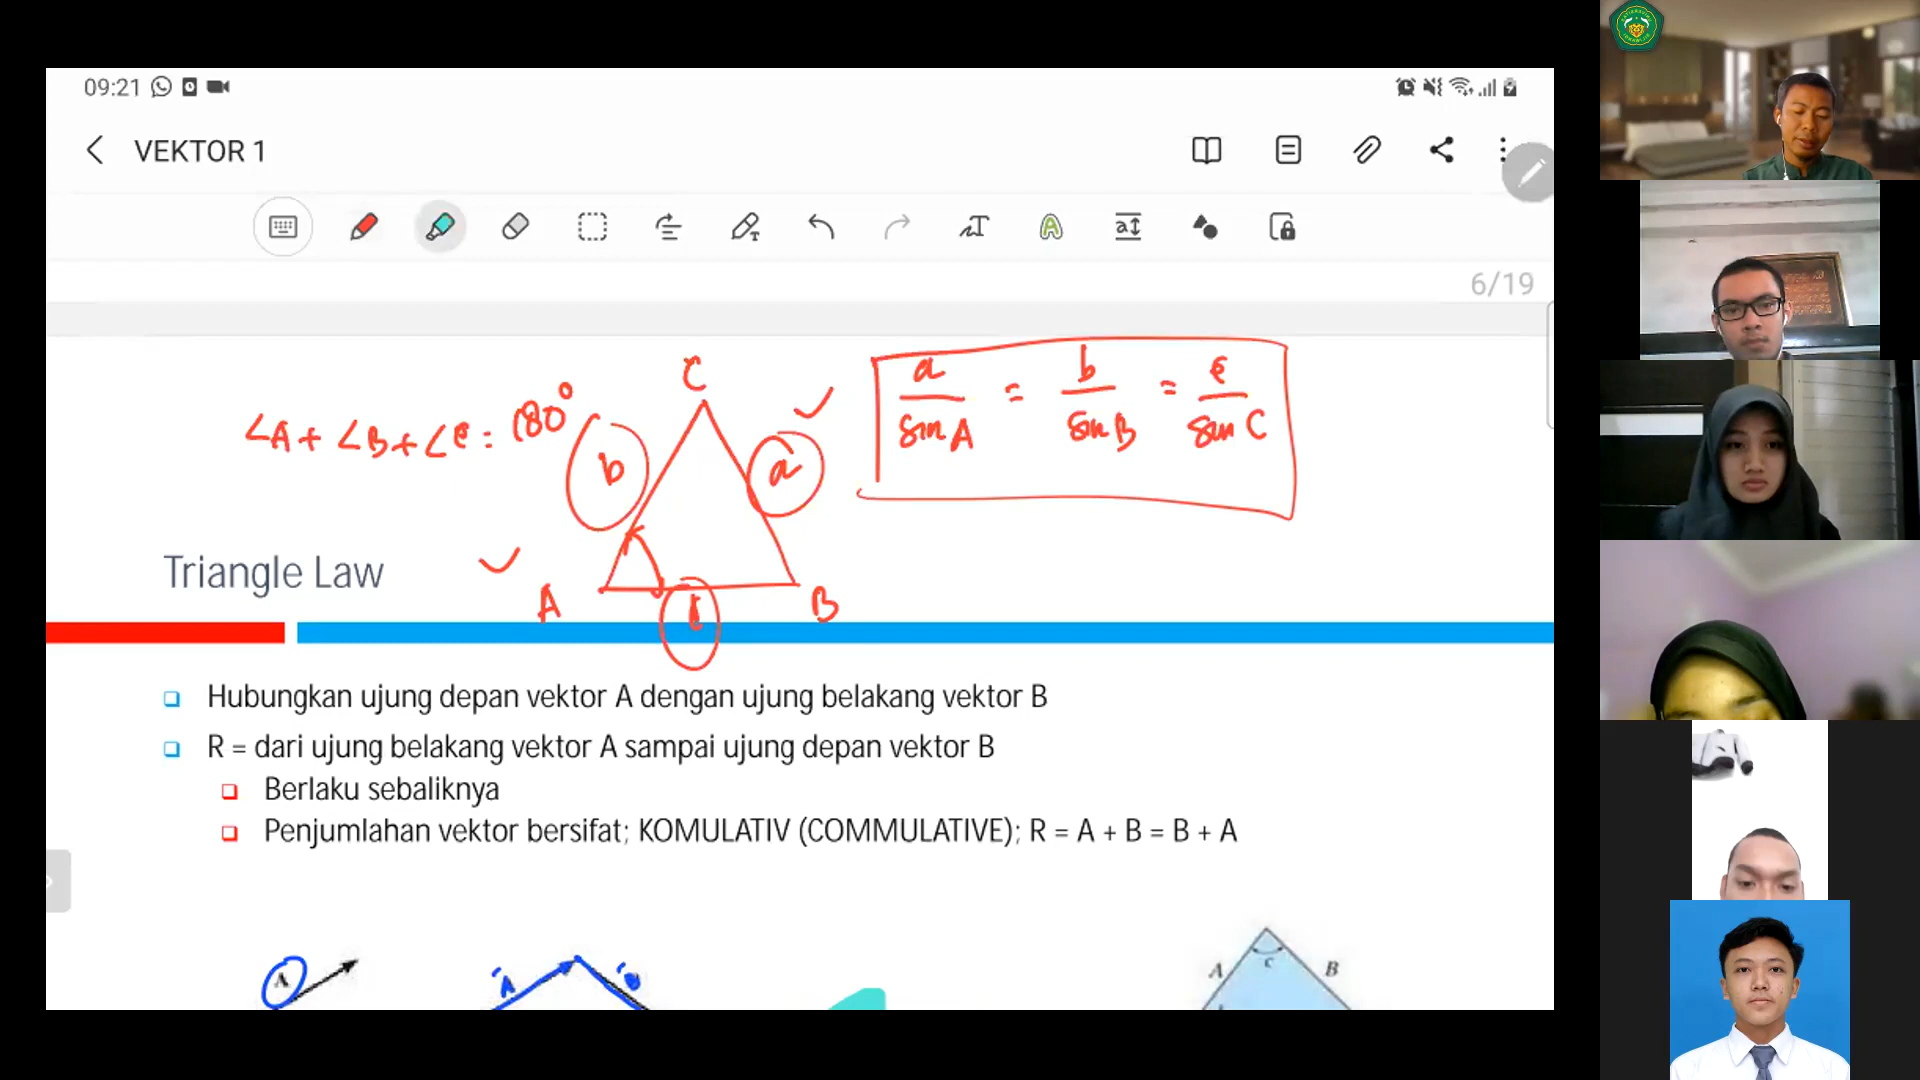 09:21
VEKTOR 1
6/19
∠A + ∠B + ∠C = 180°
C
b
a
A
B
c
a/sin A = b/sin B = c/sin C
Triangle Law
Hubungkan ujung depan vektor A dengan ujung belakang vektor B
R = dari ujung belakang vektor A sampai ujung depan vektor B
Berlaku sebaliknya
Penjumlahan vektor bersifat; KOMULATIV (COMMULATIVE); R = A + B = B + A
A
A
B
A
c
B